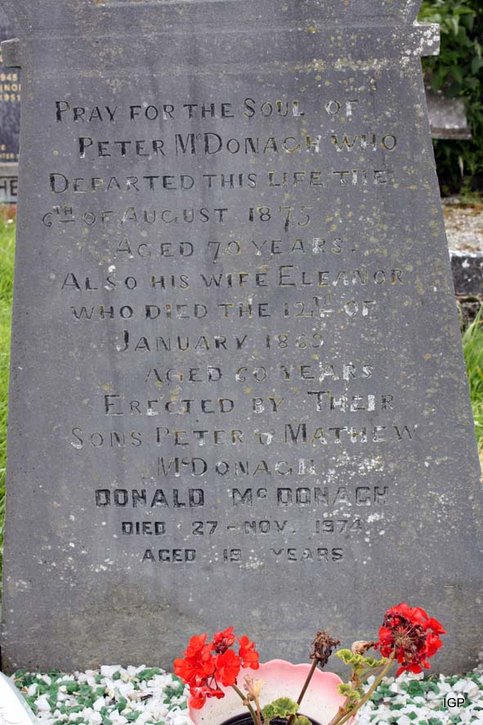 PRAY FOR THE SOUL OF
PETER McDONAGH WHO
DEPARTED THIS LIFE THE
6TH OF AUGUST 1875
AGED 70 YEARS.
ALSO HIS WIFE ELEANOR
WHO DIED THE 12TH OF
JANUARY
AGED 60 YEARS
ERECTED BY THEIR
SONS PETER & MATHEW
McDONAGH
DONALD McDONAGH
DIED 27-NOV. 1974
AGED 19 YEARS
IGP